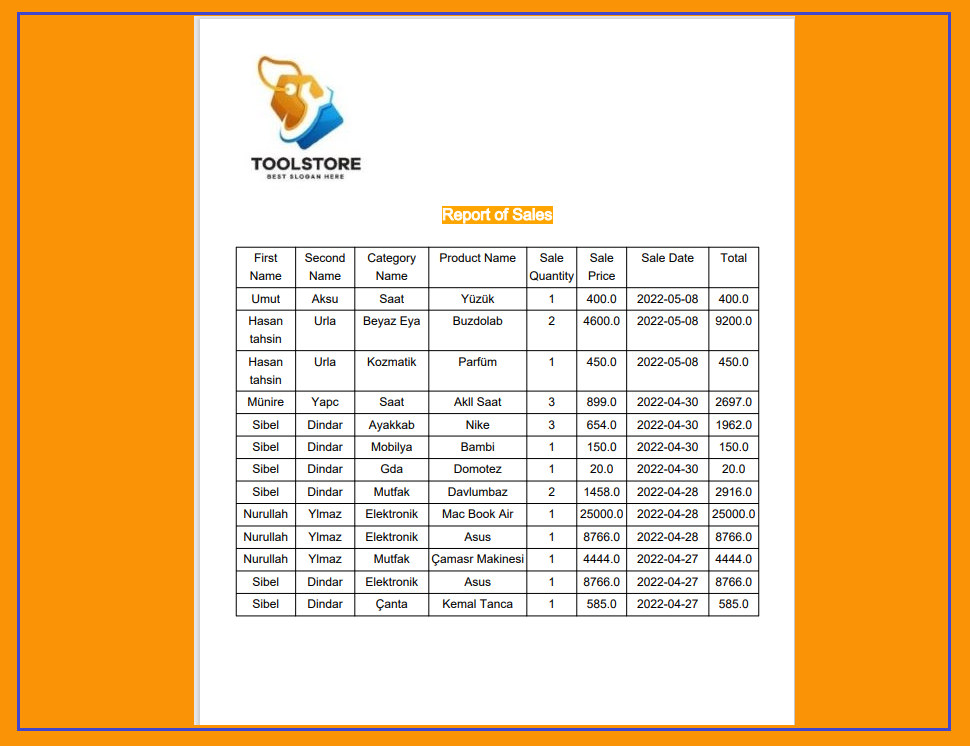 TOOLSTORE
BEST SLOGAN HERE
Report of Sales
First Name Second Name Category Name Product Name Sale Quantity Sale Price Sale Date Total
Umut Aksu Saat Yüzük 1 400.0 2022-05-08 400.0
Hasan tahsin Urla Beyaz Eya Buzdolab 2 4600.0 2022-05-08 9200.0
Hasan tahsin Urla Kozmatik Parfüm 1 450.0 2022-05-08 450.0
Münire Yapc Saat Akll Saat 3 899.0 2022-04-30 2697.0
Sibel Dindar Ayakkab Nike 3 654.0 2022-04-30 1962.0
Sibel Dindar Mobilya Bambi 1 150.0 2022-04-30 150.0
Sibel Dindar Gda Domotez 1 20.0 2022-04-30 20.0
Sibel Dindar Mutfak Davlumbaz 2 1458.0 2022-04-28 2916.0
Nurullah Ylmaz Elektronik Mac Book Air 1 25000.0 2022-04-28 25000.0
Nurullah Ylmaz Elektronik Asus 1 8766.0 2022-04-28 8766.0
Nurullah Ylmaz Mutfak Çamasr Makinesi 1 4444.0 2022-04-27 4444.0
Sibel Dindar Elektronik Asus 1 8766.0 2022-04-27 8766.0
Sibel Dindar Çanta Kemal Tanca 1 585.0 2022-04-27 585.0